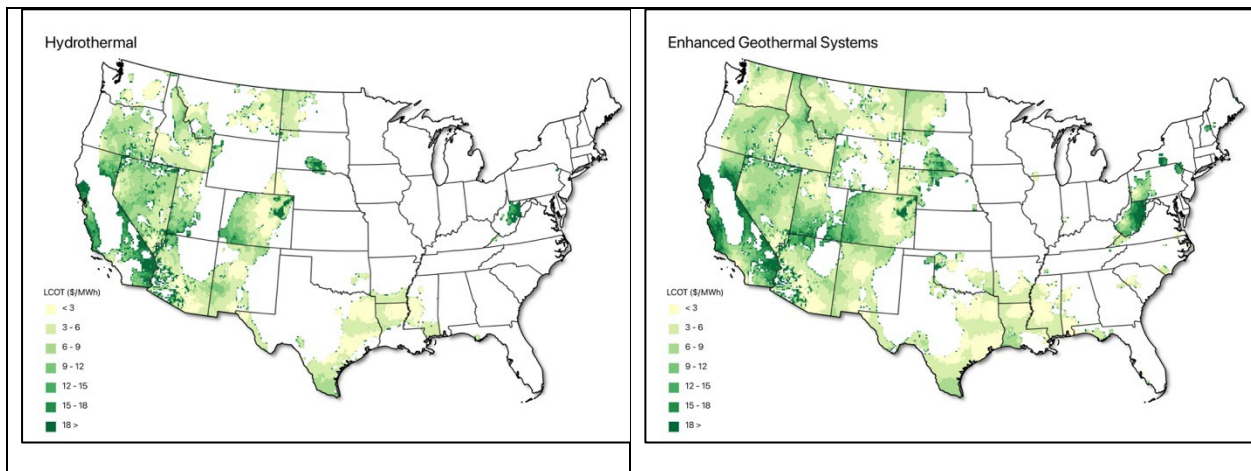 Hydrothermal
LCOT ($/MWh)
< 3
3 - 6
6 - 9
9 - 12
12 - 15
15 - 18
18 >
Enhanced Geothermal Systems
LCOT ($/MWh)
< 3
3 - 6
6 - 9
9 - 12
12 - 15
15 - 18
18 >